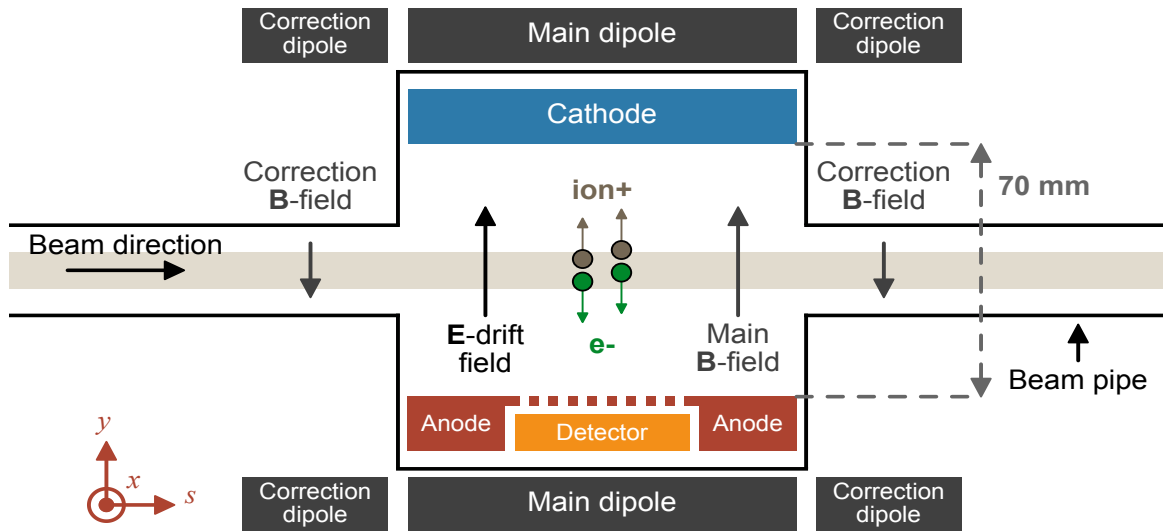 Correction
dipole
Main dipole
Correction
dipole
Cathode
Correction
B-field
ion+
Correction
B-field
70 mm
Beam direction
E-drift
field
e-
Main
B-field
Beam pipe
Anode
Detector
Anode
y
x
s
Correction
dipole
Main dipole
Correction
dipole